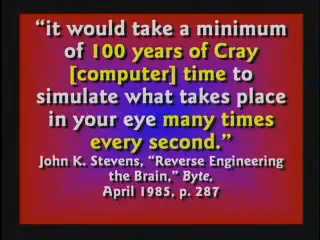 “it would take a minimum
of 100 years of Cray
[computer] time to
simulate what takes place
in your eye many times
every second.”
John K. Stevens, “Reverse Engineering
the Brain,” Byte,
April 1985, p. 287